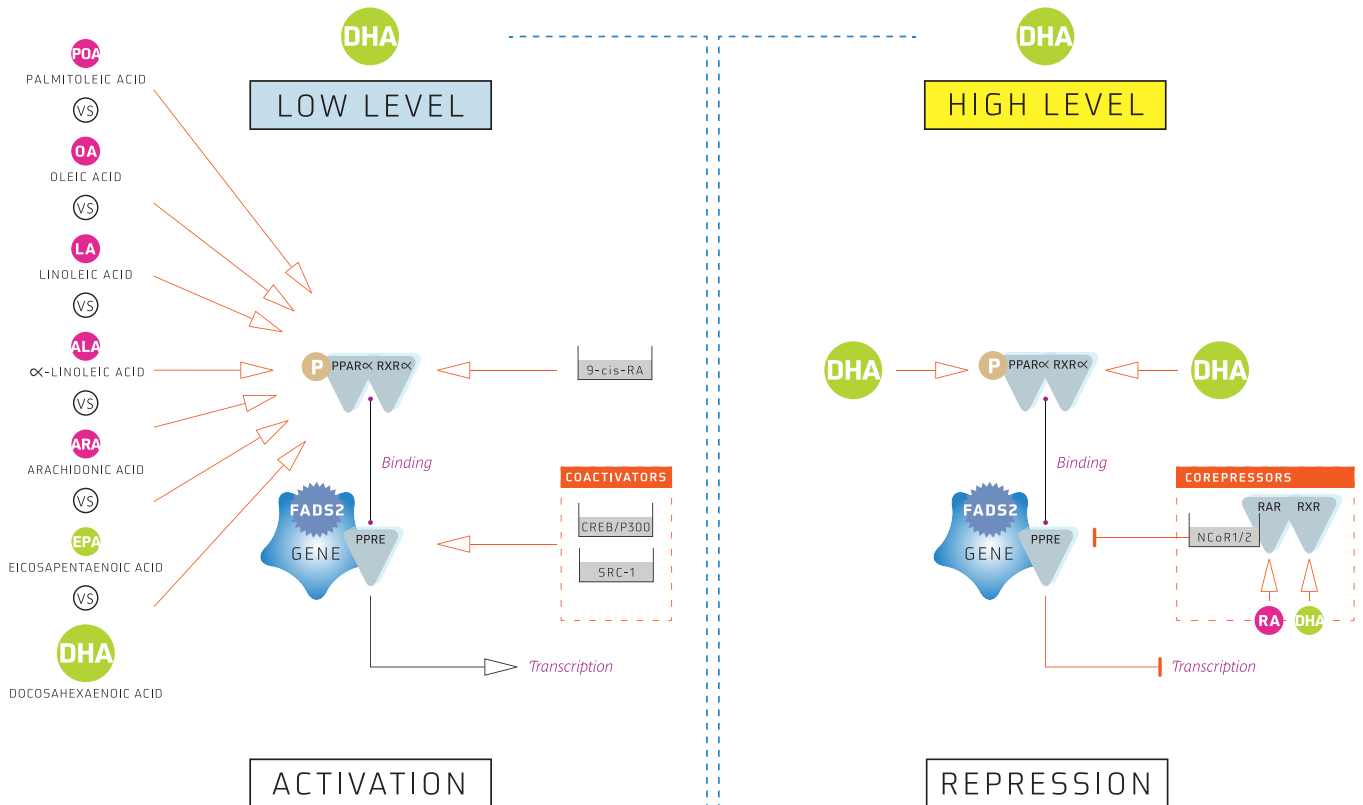 DHA
LOW LEVEL
POA
PALMITOLEIC ACID
VS
OA
OLEIC ACID
VS
LA
LINOLEIC ACID
VS
ALA
∝-LINOLEIC ACID
VS
ARA
ARACHIDONIC ACID
VS
EPA
EICOSAPENTAENOIC ACID
VS
DHA
DOCOSAHEXAENOIC ACID
P PPAR∝ RXR∝
9-cis-RA
Binding
COACTIVATORS
CREB/P300
SRC-1
FADS2
GENE
PPRE
Transcription
ACTIVATION
DHA
HIGH LEVEL
DHA
P PPAR∝ RXR∝
DHA
Binding
COREPRESSORS
RAR RXR
NCoR1/2
RA DHA
FADS2
GENE
PPRE
Transcription
REPRESSION